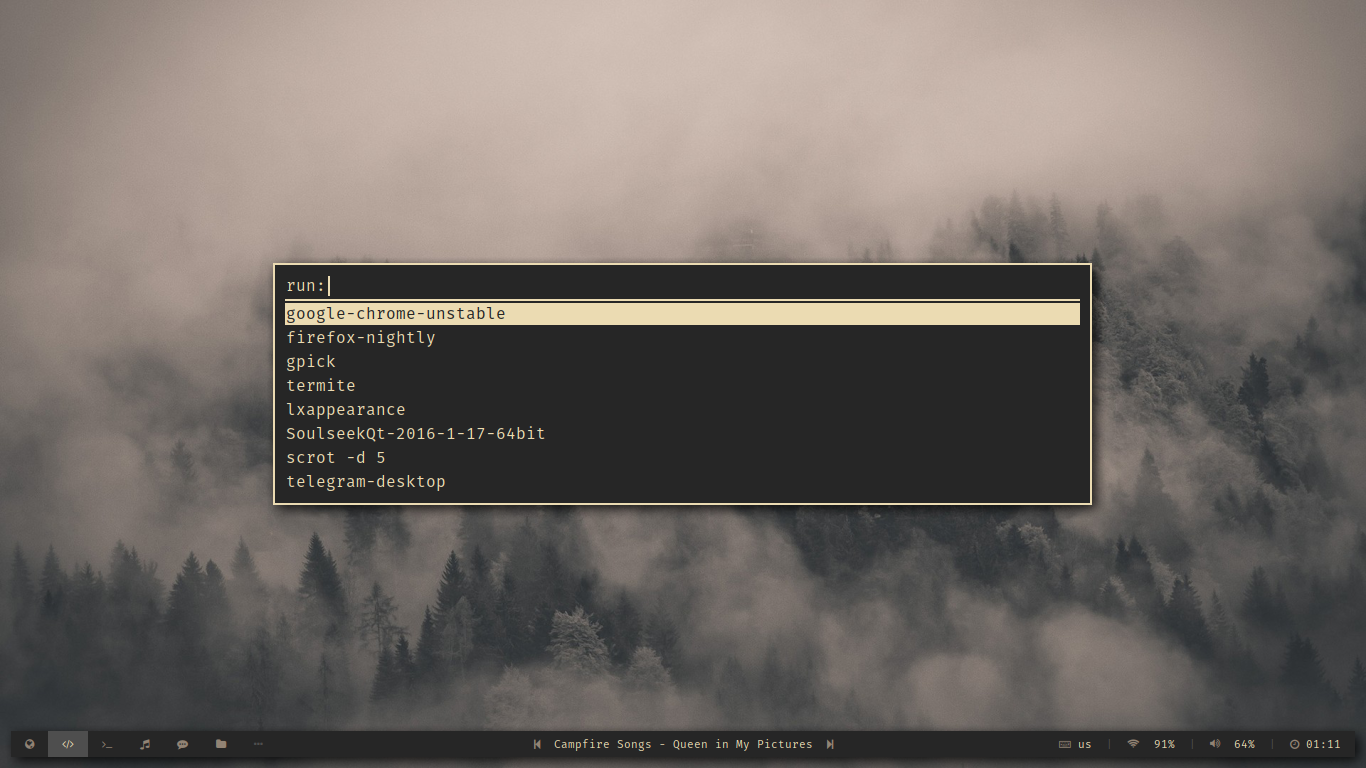 run:
google-chrome-unstable
firefox-nightly
gpick
termite
lxappearance
SoulseekQt-2016-1-17-64bit
scrot -d 5
telegram-desktop
Campfire Songs - Queen in My Pictures
us | 91% | 64% | 01:11